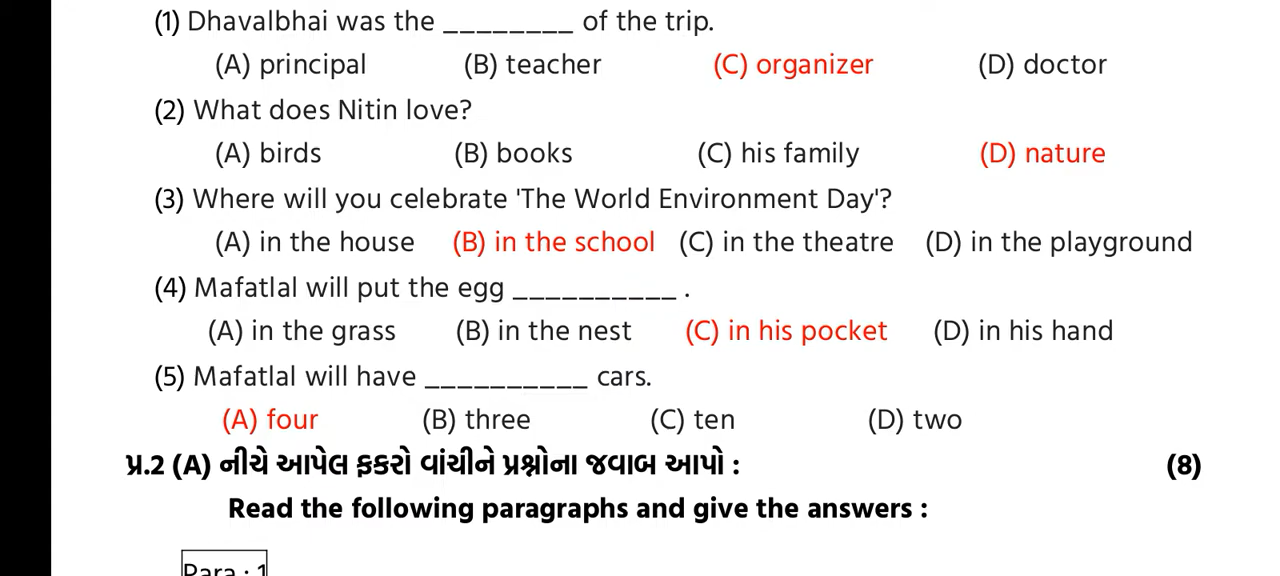 (1) Dhavalbhai was the ________ of the trip.
(A) principal (B) teacher (C) organizer (D) doctor
(2) What does Nitin love?
(A) birds (B) books (C) his family (D) nature
(3) Where will you celebrate 'The World Environment Day'?
(A) in the house (B) in the school (C) in the theatre (D) in the playground
(4) Mafatlal will put the egg __________ .
(A) in the grass (B) in the nest (C) in his pocket (D) in his hand
(5) Mafatlal will have __________ cars.
(A) four (B) three (C) ten (D) two
પ્ર.2 (A) નીચે આપેલ ફકરો વાંચીને પ્રશ્નોના જવાબ આપો : (8)
Read the following paragraphs and give the answers :
Para : 1